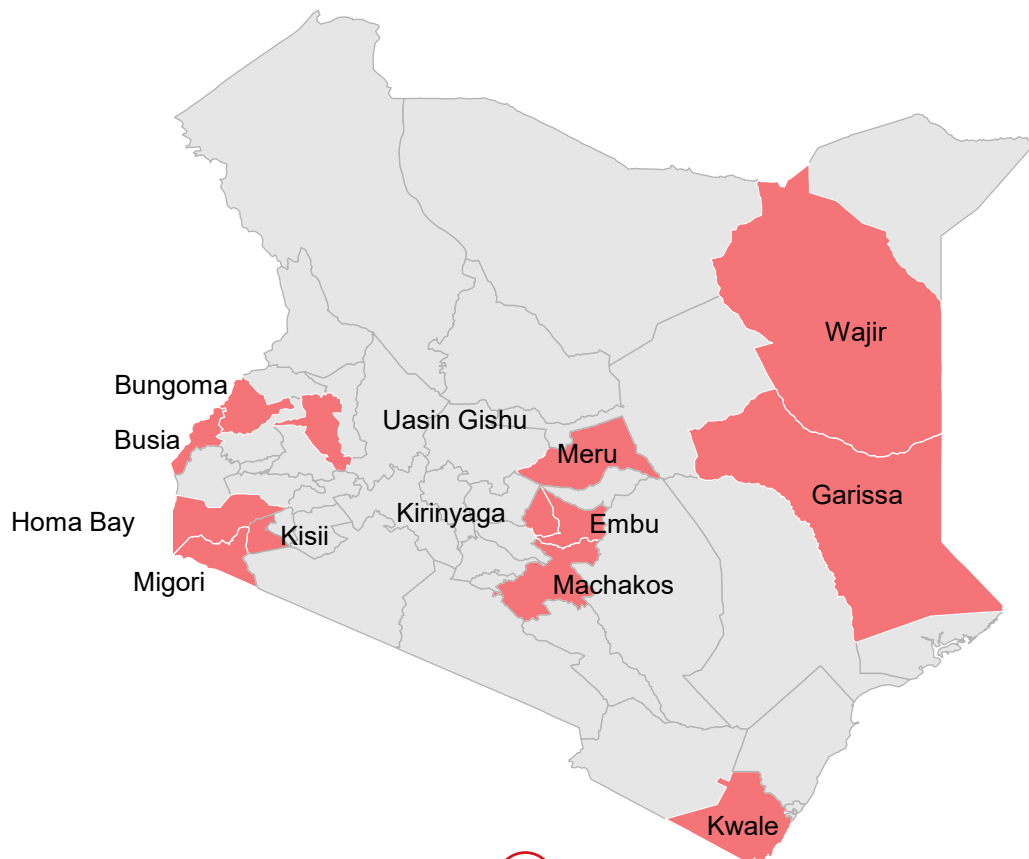 Wajir
Bungoma
Uasin Gishu
Busia
Meru
Garissa
Homa Bay
Kirinyaga
Embu
Kisii
Migori
Machakos
Kwale